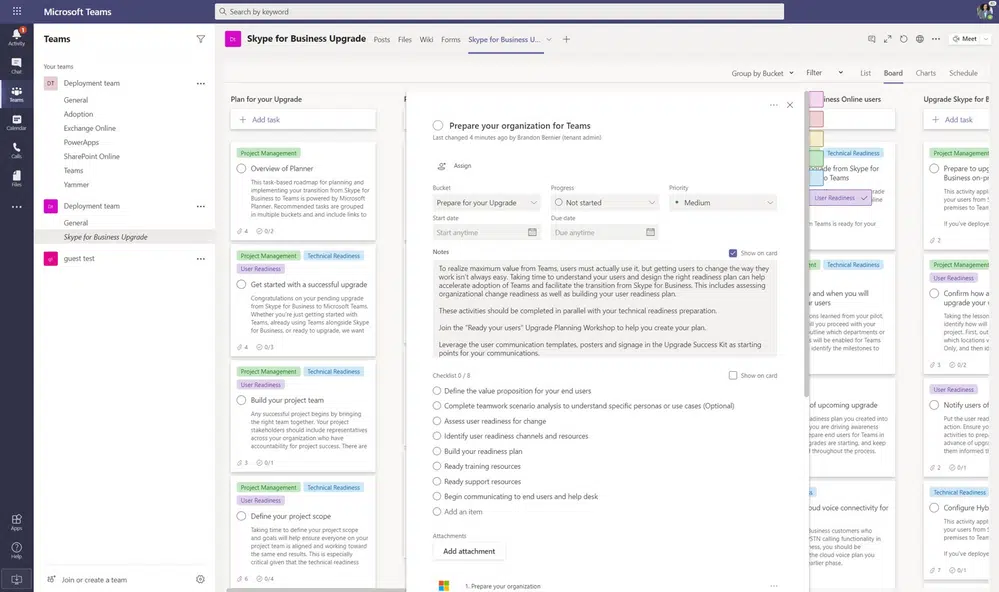 Microsoft Teams
Search by keyword
Activity
Chat
Teams
Calendar
Calls
Files
Apps
Help
Teams
Your teams
DT Deployment team
General
Adoption
Exchange Online
PowerApps
SharePoint Online
Teams
Yammer
Deployment team
General
Skype for Business Upgrade
guest test
Join or create a team
Skype for Business Upgrade Posts Files Wiki Forms Skype for Business U...
Meet
Group by Bucket Filter List Board Charts Schedule
Plan for your Upgrade
Add task
Project Management
Overview of Planner
This task-based roadmap for planning and
implementing your transition from Skype for
Business to Teams is powered by Microsoft
Planner. Recommended tasks are grouped
in multiple buckets and and include links to
4 0/2
Project Management Technical Readiness
User Readiness
Get started with a successful upgrade
Congratulations on your pending upgrade
from Skype for Business to Microsoft Teams.
Whether you're just getting started with
Teams, already using Teams alongside Skype
for Business, or ready to upgrade, we want
4 0/3
Project Management Technical Readiness
User Readiness
Build your project team
Any successful project begins by bringing
the right team together. Your project
stakeholders should include representatives
across your organization who have
accountability for project success. There are
3 0/1
Project Management Technical Readiness
User Readiness
Define your project scope
Taking time to define your project scope
and goals will help ensure everyone on your
project team is aligned and working toward
the same end results. This is especially
critical given that the technical readiness
6 0/4
Prepare your organization for Teams
Last changed 4 minutes ago by Brandon Bernier (tenant admin)
Assign
Bucket Progress Priority
Prepare for your Upgrade Not started Medium
Start date Due date
Start anytime Due anytime
Notes Show on card
To realize maximum value from Teams, users must actually use it, but getting users to change the way they
work isn't always easy. Taking time to understand your users and design the right readiness plan can help
accelerate adoption of Teams and facilitate the transition from Skype for Business. This includes assessing
organizational change readiness as well as building your user readiness plan.
These activities should be completed in parallel with your technical readiness preparation.
Join the "Ready your users" Upgrade Planning Workshop to help you create your plan.
Leverage the user communication templates, posters and signage in the Upgrade Success Kit as starting
points for your communications.
Checklist 0 / 8 Show on card
Define the value proposition for your end users
Complete teamwork scenario analysis to understand specific personas or use cases (Optional)
Assess user readiness for change
Identify user readiness channels and resources
Build your readiness plan
Ready training resources
Ready support resources
Begin communicating to end users and help desk
Add an item
Attachments
Add attachment
1. Prepare your organization
User Readiness
iness Online users
Technical Readiness
ade from Skype for
to Teams
Teams is ready for your
Technical Readiness
y and when you will
r users
ons learned from your pilot,
ll you proceed with your
outline which departments or
will be enabled for Teams
identify the milestones to
of upcoming upgrade
readiness plan you created into
you are driving awareness
epare end users for Teams in
grades are starting, and keep
throughout the process.
oud voice connectivity for
Business customers who
STN calling functionality in
ness, you should be
the cloud voice plan you
earlier phase.
Upgrade Skype for B
Add task
Project Management
Prepare to upg
Business on-pr
This activity appl
your users from
premises to Team
If you've deployed
2
Project Management
User Readiness
Confirm how a
upgrade your
Taking the lesson
identify how will
project. First, out
which locations w
Only, and then ic
3 0/2
User Readiness
Notify users of
Put the user read
action. Ensure yo
activities to prep
advance of upgra
them informed th
2 0/1
Technical Readiness
Configure Hyb
This activity appl
your users from
premises to Team
If you've deploye
7 0/1